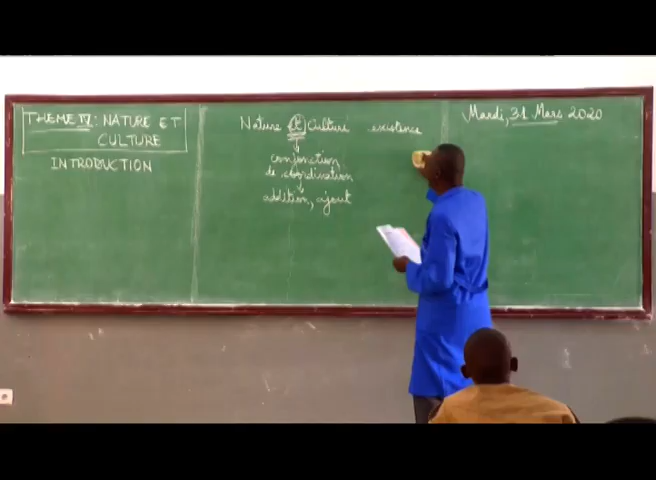 THEME IV: NATURE ET
CULTURE
INTRODUCTION
Nature et Culture existence
conjonction
de coordination
addition, ajout
Mardi, 31 Mars 2020